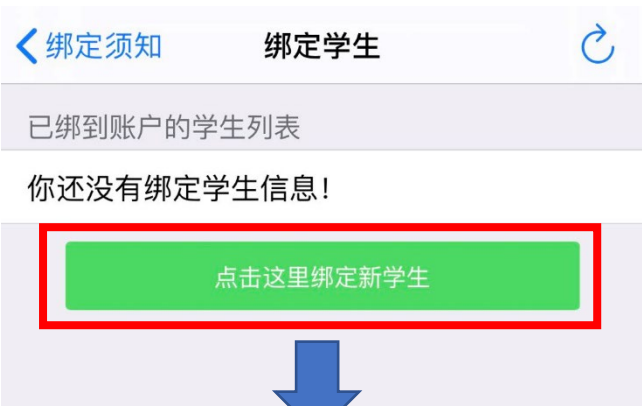 绑定须知 绑定学生
已绑到账户的学生列表
你还没有绑定学生信息！
点击这里绑定新学生